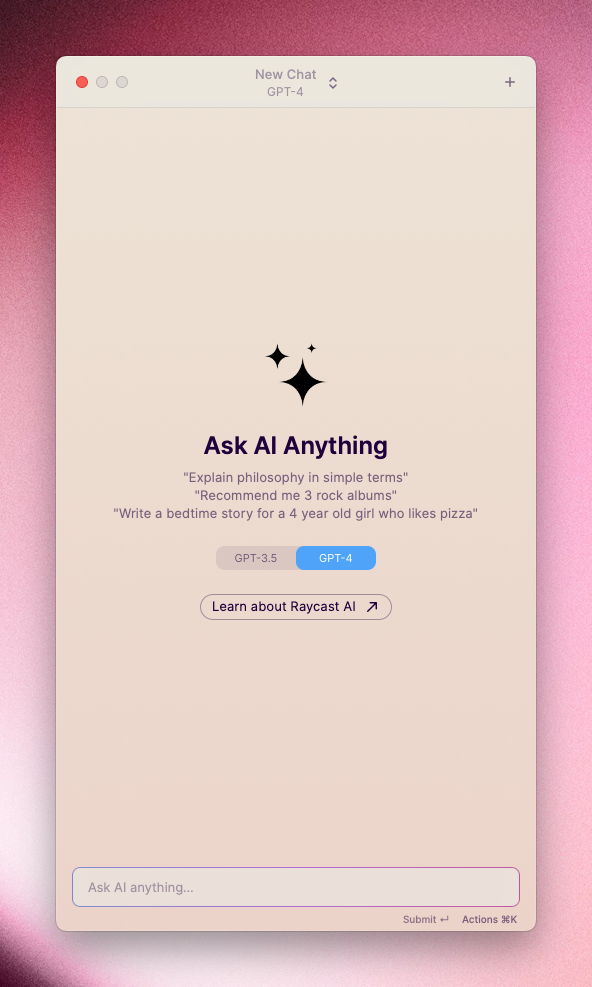 New Chat
GPT-4
Ask AI Anything
"Explain philosophy in simple terms"
"Recommend me 3 rock albums"
"Write a bedtime story for a 4 year old girl who likes pizza"
GPT-3.5 GPT-4
Learn about Raycast AI
Ask AI anything...
Submit ↵ Actions ⌘K